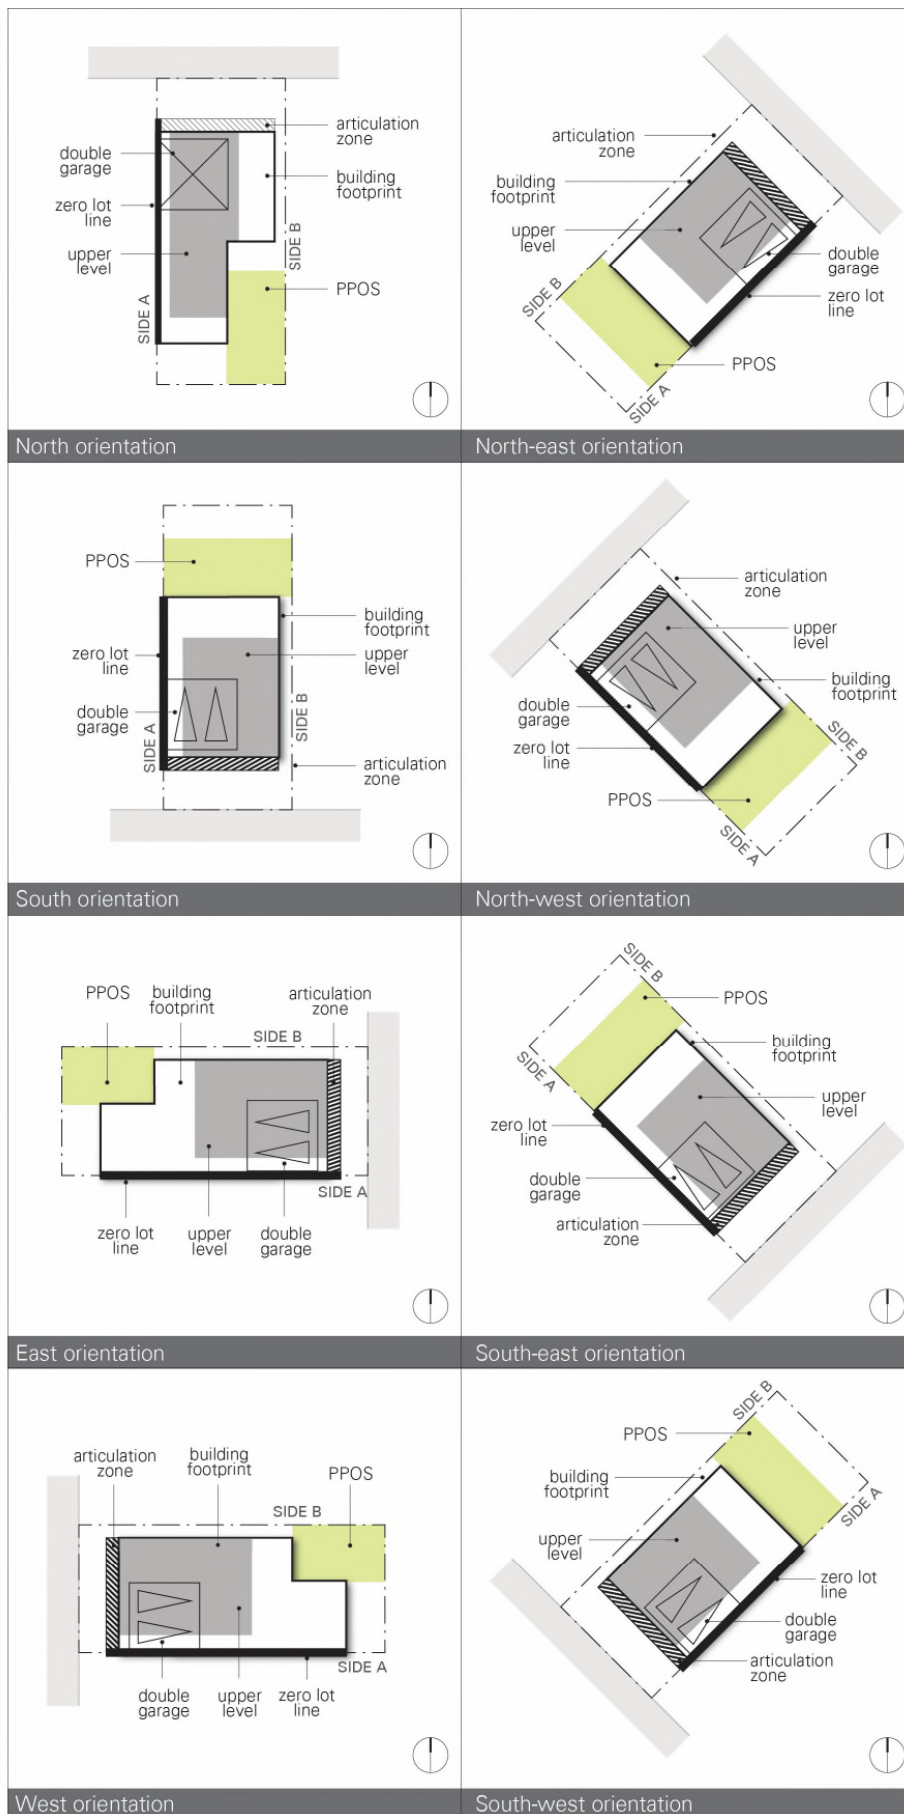 articulation
zone
double
garage
building
footprint
zero lot
line
SIDE B
upper
level
PPOS
SIDE A
North orientation
articulation
zone
building
footprint
upper
level
double
garage
SIDE B
zero lot
line
PPOS
SIDE A
North-east orientation
PPOS
building
footprint
zero lot
line
upper
level
double
garage
SIDE A
SIDE B
articulation
zone
South orientation
articulation
zone
upper
level
building
footprint
double
garage
SIDE B
zero lot
line
PPOS
SIDE A
North-west orientation
PPOS
building
footprint
articulation
zone
SIDE B
SIDE A
zero lot
line
upper
level
double
garage
East orientation
SIDE B
PPOS
building
footprint
SIDE A
upper
level
zero lot
line
double
garage
articulation
zone
South-east orientation
articulation
zone
building
footprint
PPOS
SIDE B
SIDE A
double
garage
upper
level
zero lot
line
West orientation
SIDE B
PPOS
building
footprint
SIDE A
upper
level
zero lot
line
double
garage
articulation
zone
South-west orientation